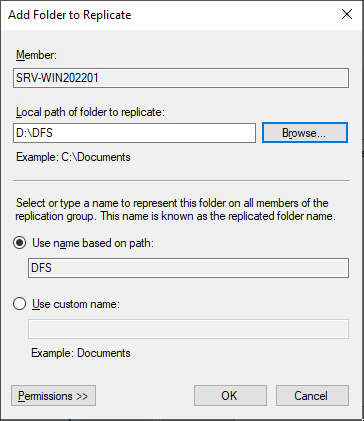 Add Folder to Replicate
Member:
SRV-WIN202201
Local path of folder to replicate:
D:\DFS
Browse...
Example: C:\Documents
Select or type a name to represent this folder on all members of the
replication group. This name is known as the replicated folder name.
Use name based on path:
DFS
Use custom name:
Example: Documents
Permissions >>
OK
Cancel